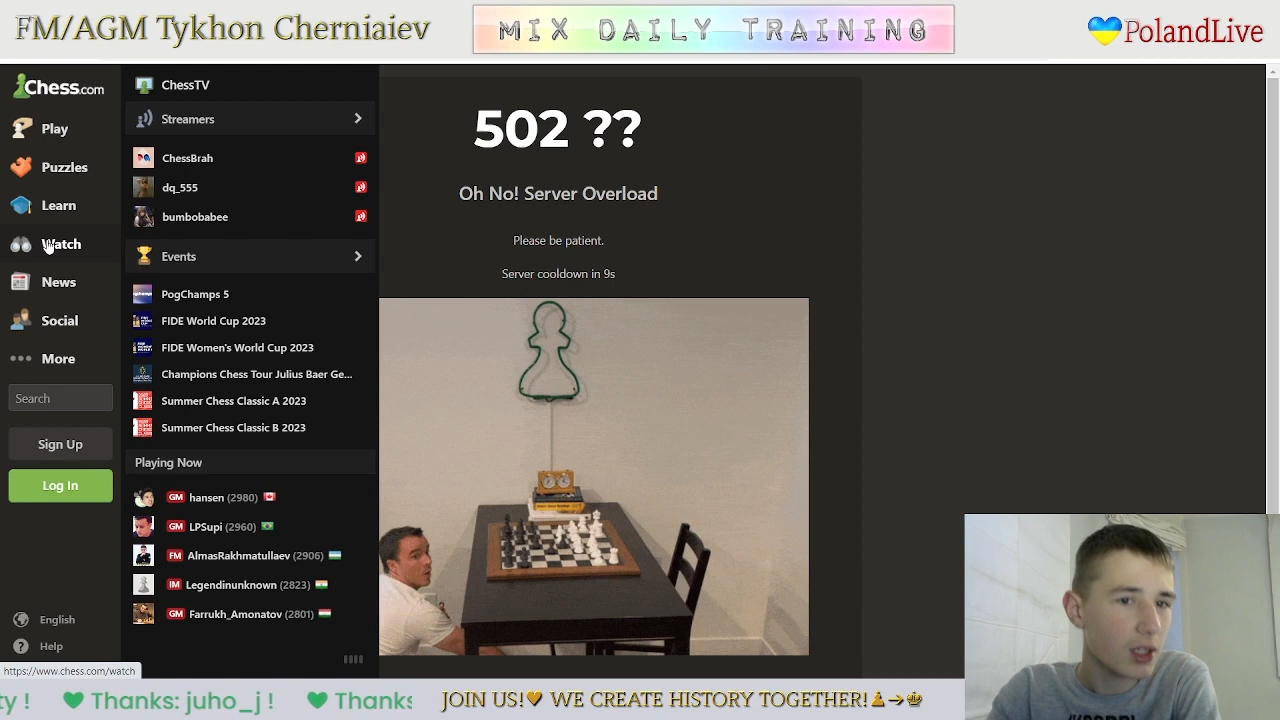 FM/AGM Tykhon Cherniaiev
MIX DAILY TRAINING
PolandLive
Chess.com
Play
Puzzles
Learn
Watch
News
Social
More
Search
Sign Up
Log In
English
Help
https://www.chess.com/watch
ChessTV
Streamers
ChessBrah
dq_555
bumbobabee
Events
PogChamps 5
FIDE World Cup 2023
FIDE Women's World Cup 2023
Champions Chess Tour Julius Baer Ge...
Summer Chess Classic A 2023
Summer Chess Classic B 2023
Playing Now
GM hansen (2980)
GM LPSupi (2960)
FM AlmasRakhmatullaev (2906)
IM Legendinunknown (2823)
GM Farrukh_Amonatov (2801)
502 ??
Oh No! Server Overload
Please be patient.
Server cooldown in 9s
ty ! Thanks: juho_j ! Thanks
JOIN US! WE CREATE HISTORY TOGETHER!